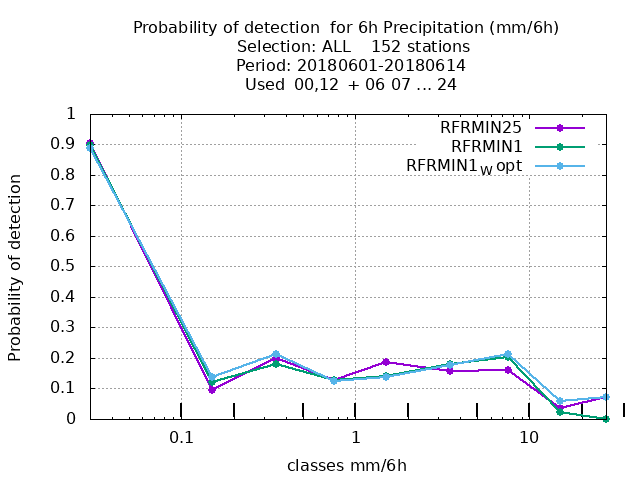 Probability of detection  for 6h Precipitation (mm/6h)
Selection: ALL    152 stations
Period: 20180601-20180614
Used  00,12  + 06 07 ... 24
RFRMIN25
RFRMIN1
RFRMIN1W opt
1
0.9
0.8
0.7
0.6
0.5
0.4
0.3
0.2
0.1
0
Probability of detection
0.1 1 10
classes mm/6h